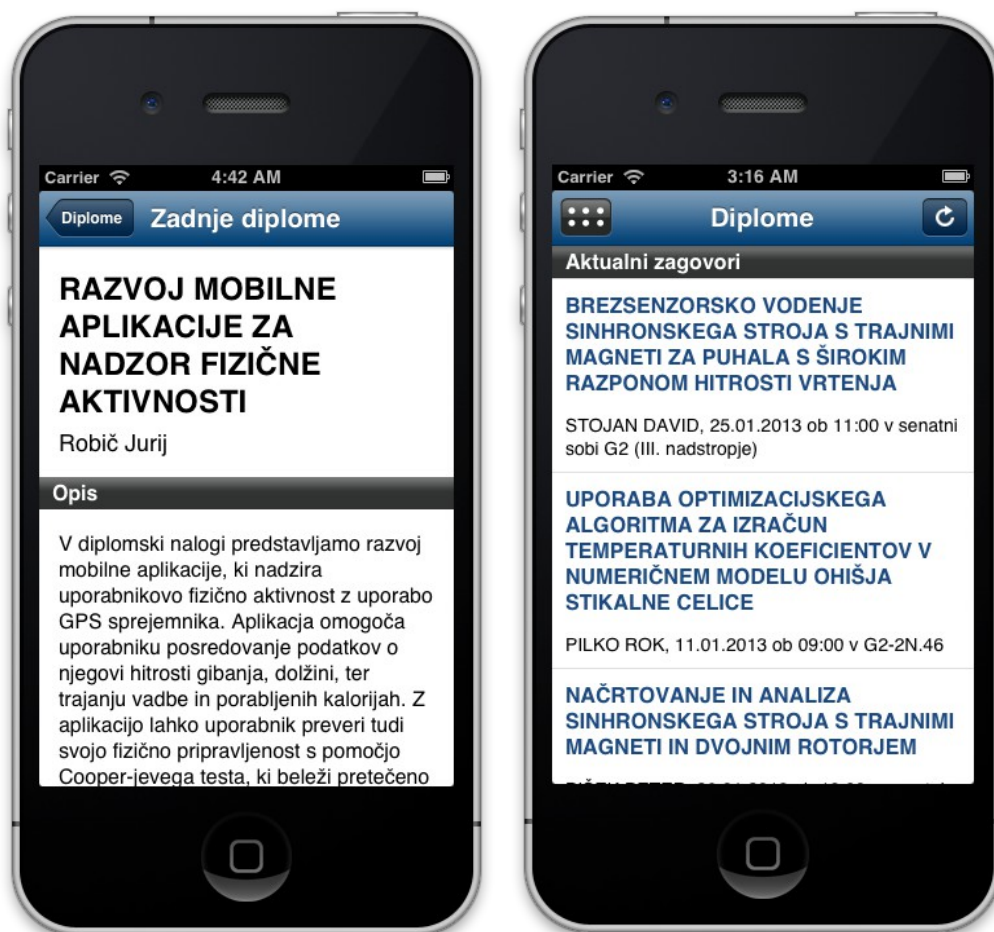 Carrier 4:42 AM
Diplome Zadnje diplome
RAZVOJ MOBILNE
APLIKACIJE ZA
NADZOR FIZIČNE
AKTIVNOSTI
Robič Jurij
Opis
V diplomski nalogi predstavljamo razvoj
mobilne aplikacije, ki nadzira
uporabnikovo fizično aktivnost z uporabo
GPS sprejemnika. Aplikacja omogoča
uporabniku posredovanje podatkov o
njegovi hitrosti gibanja, dolžini, ter
trajanju vadbe in porabljenih kalorijah. Z
aplikacijo lahko uporabnik preveri tudi
svojo fizično pripravljenost s pomočjo
Cooper-jevega testa, ki beleži pretečeno
Carrier 3:16 AM
Diplome
Aktualni zagovori
BREZSENZORSKO VODENJE
SINHRONSKEGA STROJA S TRAJNIMI
MAGNETI ZA PUHALA S ŠIROKIM
RAZPONOM HITROSTI VRTENJA
STOJAN DAVID, 25.01.2013 ob 11:00 v senatni
sobi G2 (III. nadstropje)
UPORABA OPTIMIZACIJSKEGA
ALGORITMA ZA IZRAČUN
TEMPERATURNIH KOEFICIENTOV V
NUMERIČNEM MODELU OHIŠJA
STIKALNE CELICE
PILKO ROK, 11.01.2013 ob 09:00 v G2-2N.46
NAČRTOVANJE IN ANALIZA
SINHRONSKEGA STROJA S TRAJNIMI
MAGNETI IN DVOJNIM ROTORJEM